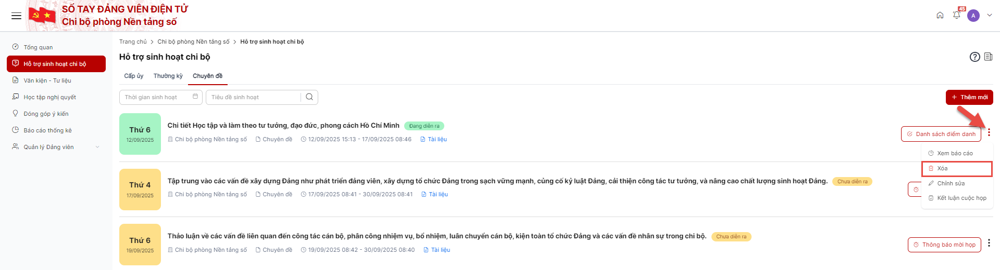 SỔ TAY ĐẢNG VIÊN ĐIỆN TỬ
Chi bộ phòng Nền tảng số
45
A
Trang chủ > Chi bộ phòng Nền tảng số > Hỗ trợ sinh hoạt chi bộ
Tổng quan
Hỗ trợ sinh hoạt chi bộ
Văn kiện - Tư liệu
Học tập nghị quyết
Đóng góp ý kiến
Báo cáo thống kê
Quản lý Đảng viên
Hỗ trợ sinh hoạt chi bộ
Cấp ủy Thường kỳ Chuyên đề
Thời gian sinh hoạt Tiêu đề sinh hoạt
+ Thêm mới
Thứ 6
12/09/2025
Chi tiết Học tập và làm theo tư tưởng, đạo đức, phong cách Hồ Chí Minh Đang diễn ra
Chi bộ phòng Nền tảng số Chuyên đề 12/09/2025 15:13 - 17/09/2025 08:46 Tài liệu
Danh sách điểm danh
Xem báo cáo
Xóa
Chỉnh sửa
Kết luận cuộc họp
Thứ 4
17/09/2025
Tập trung vào các vấn đề xây dựng Đảng như phát triển đảng viên, xây dựng tổ chức Đảng trong sạch vững mạnh, củng cố kỷ luật Đảng, cải thiện công tác tư tưởng, và nâng cao chất lượng sinh hoạt Đảng. Chưa diễn ra
Chi bộ phòng Nền tảng số Chuyên đề 17/09/2025 08:41 - 30/09/2025 08:41 Tài liệu
Thứ 6
19/09/2025
Thảo luận về các vấn đề liên quan đến công tác cán bộ, phân công nhiệm vụ, bổ nhiệm, luân chuyển cán bộ, kiện toàn tổ chức Đảng và các vấn đề nhân sự trong chi bộ. Chưa diễn ra
Chi bộ phòng Nền tảng số Chuyên đề 19/09/2025 08:42 - 30/09/2025 08:40 Tài liệu
Thông báo mời họp